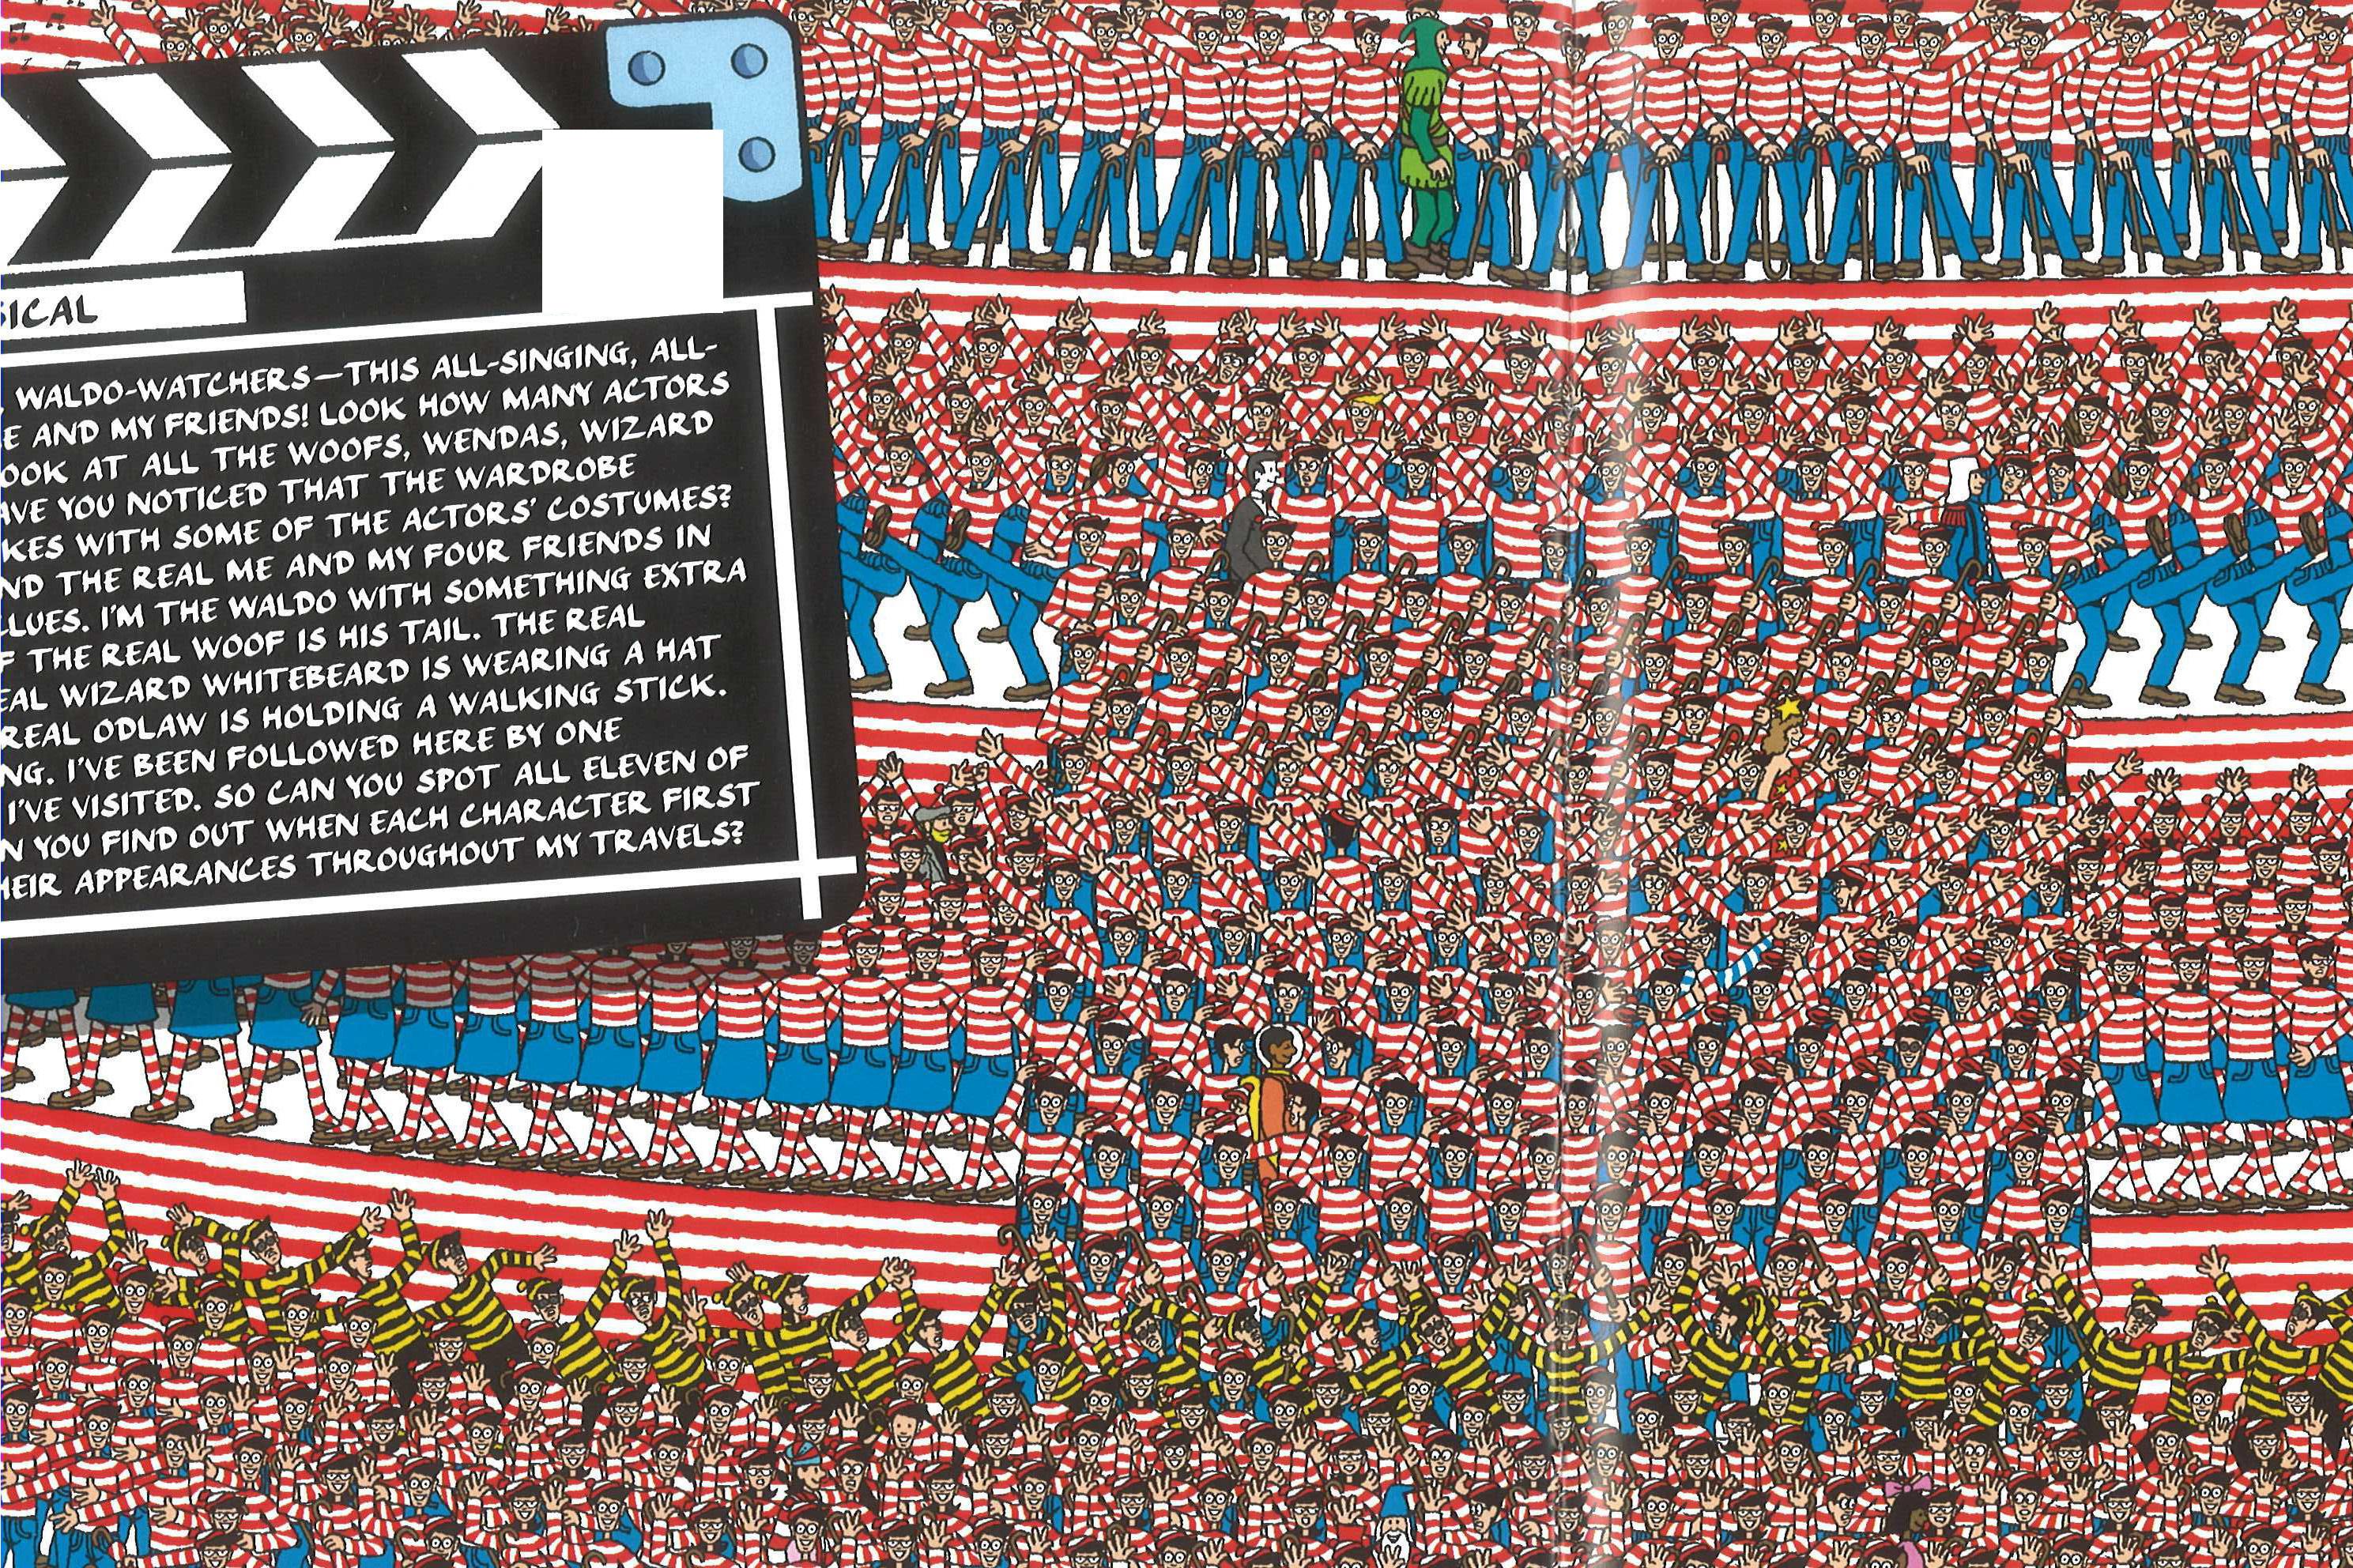 SICAL
WALDO-WATCHERS—THIS ALL-SINGING, ALL-
E AND MY FRIENDS! LOOK HOW MANY ACTORS
OOK AT ALL THE WOOFS, WENDAS, WIZARD
AVE YOU NOTICED THAT THE WARDROBE
KES WITH SOME OF THE ACTORS' COSTUMES?
ND THE REAL ME AND MY FOUR FRIENDS IN
LUES. I'M THE WALDO WITH SOMETHING EXTRA
F THE REAL WOOF IS HIS TAIL. THE REAL
EAL WIZARD WHITEBEARD IS WEARING A HAT
REAL ODLAW IS HOLDING A WALKING STICK.
NG. I'VE BEEN FOLLOWED HERE BY ONE
I'VE VISITED. SO CAN YOU SPOT ALL ELEVEN OF
N YOU FIND OUT WHEN EACH CHARACTER FIRST
HEIR APPEARANCES THROUGHOUT MY TRAVELS?